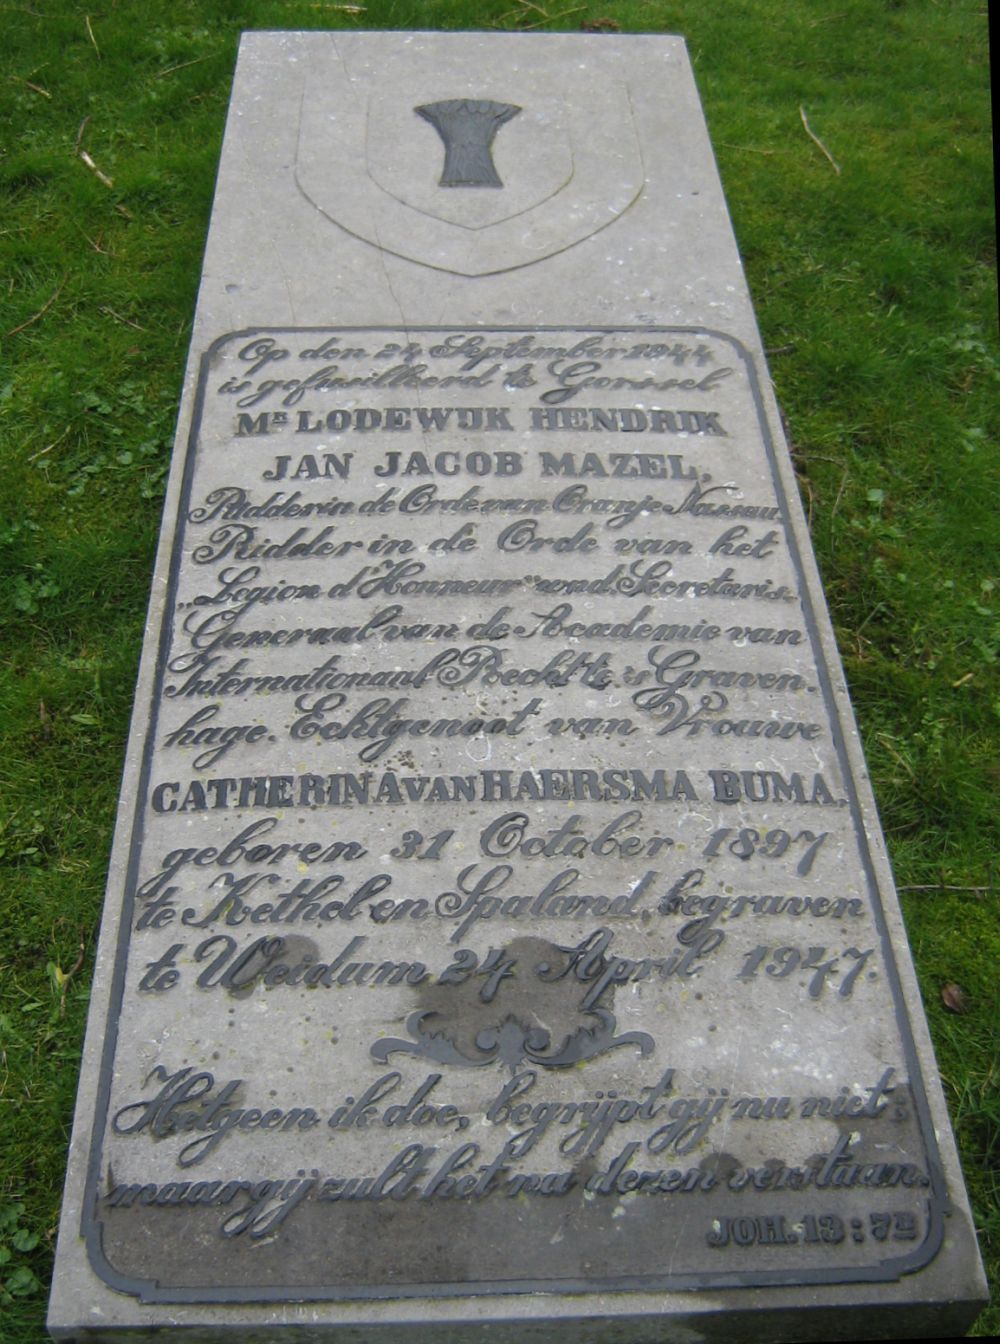 Op den 24 September 1944
is gefusilleerd te Gorssel
MR. LODEWIJK HENDRIK
JAN JACOB MAZEL,
Ridder in de Orde van Oranje Nassau.
Ridder in de Orde van het
„Legion d'Honneur" wnd. Secretaris
Generaal van de Academie van
Internationaal Recht te 's Graven.
hage. Echtgenoot van Vrouwe
CATHERINA VAN HAERSMA BUMA,
geboren 31 October 1897
te Kethel en Spaland, begraven
te Weidum 24 April 1947.
Hetgeen ik doe, begrijpt gij nu niet;
maar gij zult het na dezen verstaan.
JOH. 13 : 7B